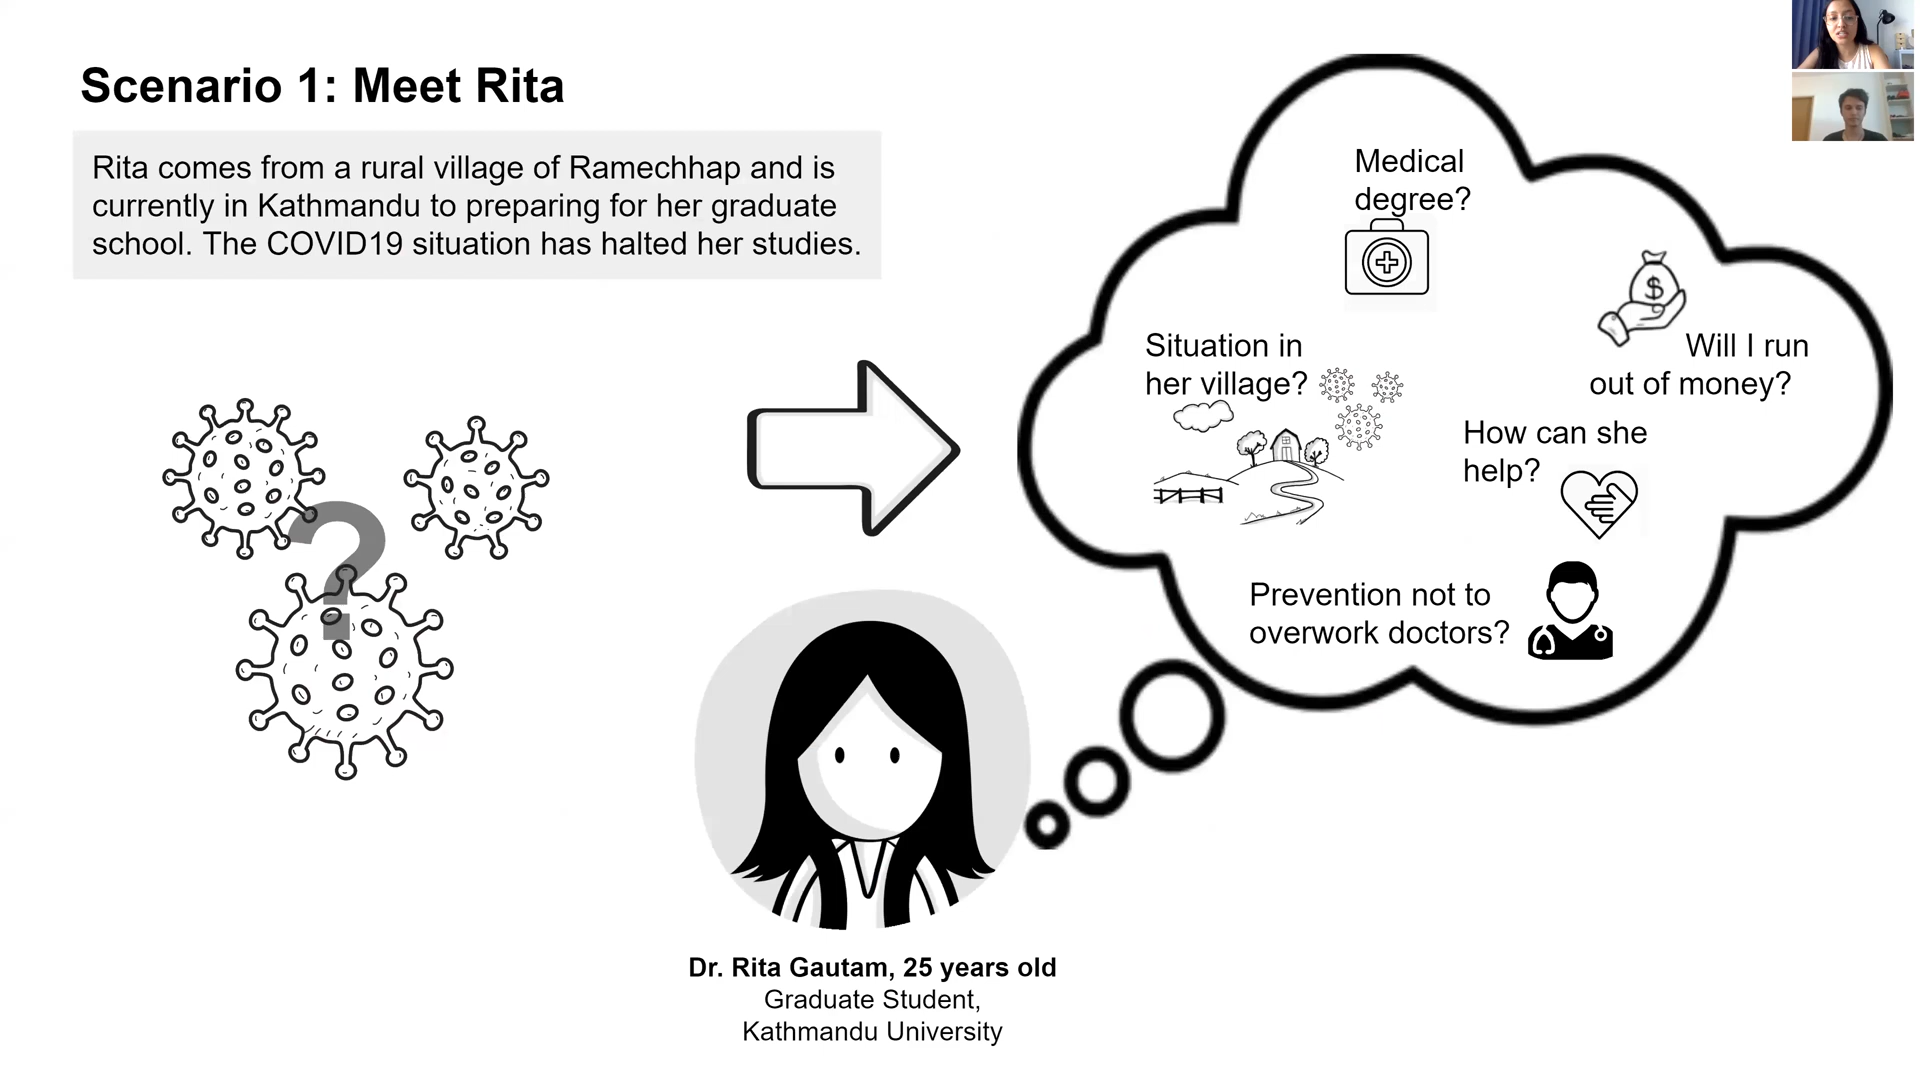 Scenario 1: Meet Rita
Rita comes from a rural village of Ramechhap and is
currently in Kathmandu to preparing for her graduate
school. The COVID19 situation has halted her studies.
?
Medical
degree?
$
Will I run
out of money?
Situation in
her village?
How can she
help?
Prevention not to
overwork doctors?
Dr. Rita Gautam, 25 years old
Graduate Student,
Kathmandu University